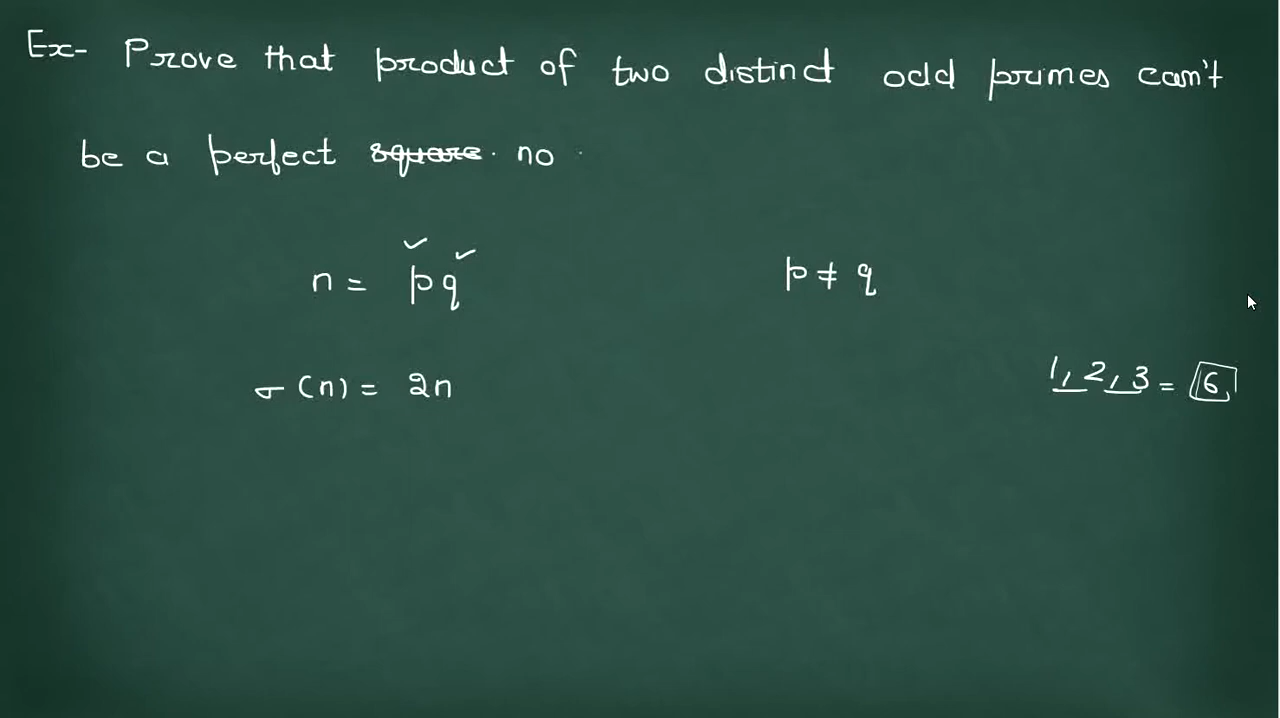 Ex- Prove that product of two distinct odd primes can't
be a perfect square. no.
n = pq p ≠ q
σ(n) = 2n 1, 2, 3 = 6